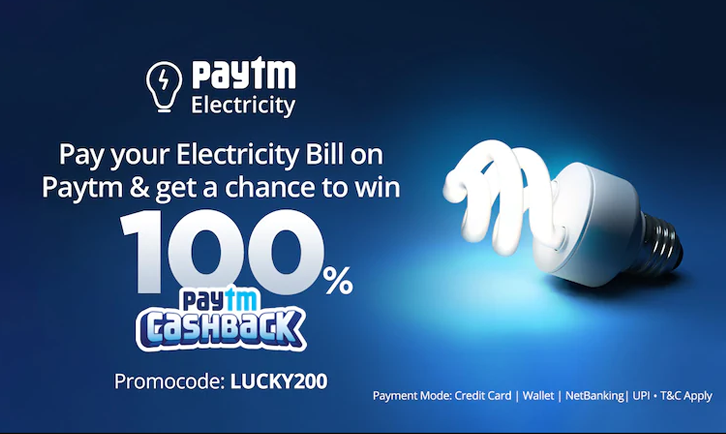 paytm
Electricity
Pay your Electricity Bill on
Paytm & get a chance to win
100%
paytm
CASHBACK
Promocode: LUCKY200
Payment Mode: Credit Card | Wallet | NetBanking| UPI • T&C Apply